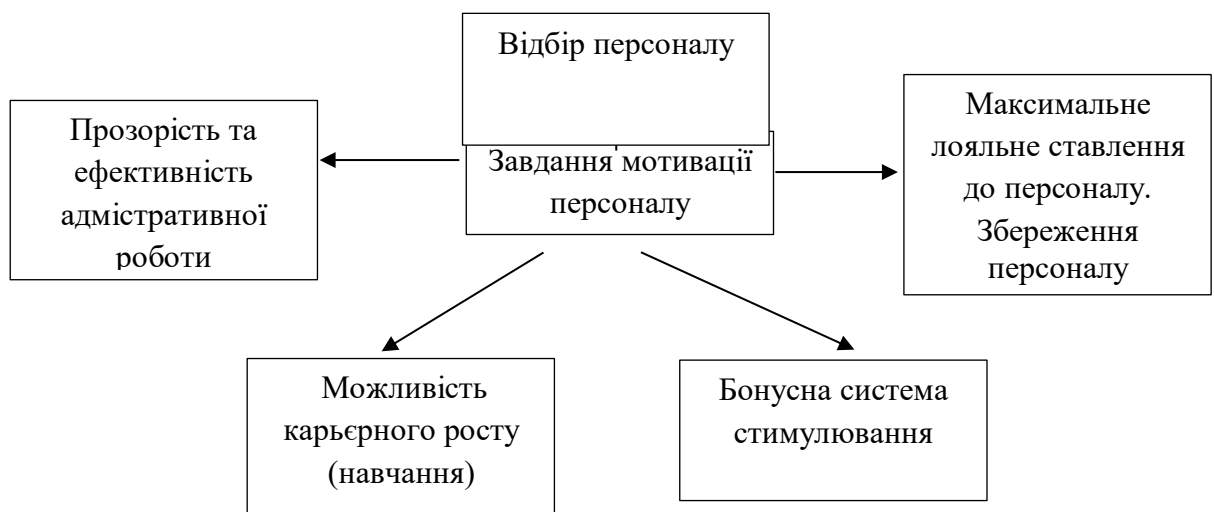 Відбір персоналу
Прозорість та
ефективність
адмістративної
роботи
Завдання мотивації
персоналу
Максимальне
лояльне ставлення
до персоналу.
Збереження
персоналу
Можливість
карьєрного росту
(навчання)
Бонусна система
стимулювання